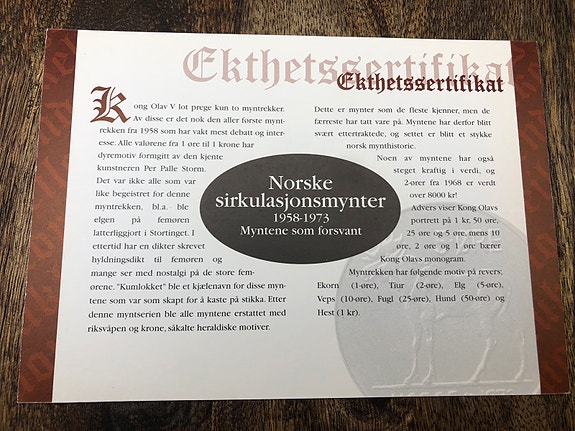 Ekthetssertifikat
Ekthetssertifikat
Kong Olav V lot prege kun to myntrekker.
Av disse er det nok den aller første mynt-
rekken fra 1958 som har vakt mest debatt og inter-
esse. Alle valørene fra 1 øre til 1 krone har
dyremotiv formgitt av den kjente
kunstneren Per Palle Storm.
Det var ikke alle som var
like begeistret for denne
myntrekken, bl.a. ble
elgen på femøren
latterliggjort i Stortinget. I
ettertid har en dikter skrevet
hyldningsdikt til femøren og
mange ser med nostalgi på de store fem-
ørene. "Kumlokket" ble et kjælenavn for disse myn-
tene som var som skapt for å kaste på stikka. Etter
denne myntserien ble alle myntene erstattet med
riksvåpen og krone, såkalte heraldiske motiver.
Norske
sirkulasjonsmynter
1958-1973
Myntene som forsvant
Dette er mynter som de fleste kjenner, men de
færreste har tatt vare på. Myntene har derfor blitt
svært ettertraktede, og settet er blitt et stykke
norsk mynthistorie.
Noen av myntene har også
steget kraftig i verdi, og
2-ører fra 1968 er verdt
over 8000 kr!
Advers viser Kong Olavs
portrett på 1 kr, 50 øre,
25 øre og 5 øre, mens 10
øre, 2 øre og 1 øre bærer
Kong Olavs monogram.
Myntrekken har følgende motiv på revers;
Ekorn (1-øre), Tiur (2-øre), Elg (5-øre),
Veps (10-øre), Fugl (25-øre), Hund (50-øre) og
Hest (1 kr).